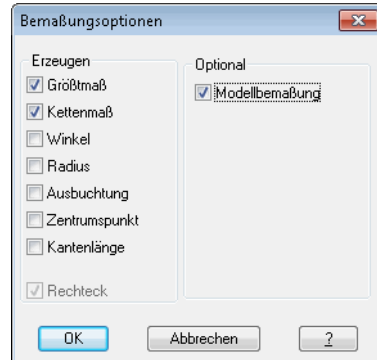 Bemaßungsoptionen
Erzeugen
Größtmaß
Kettenmaß
Winkel
Radius
Ausbuchtung
Zentrumspunkt
Kantenlänge
Rechteck
Optional
Modellbemaßung
OK
Abbrechen
?